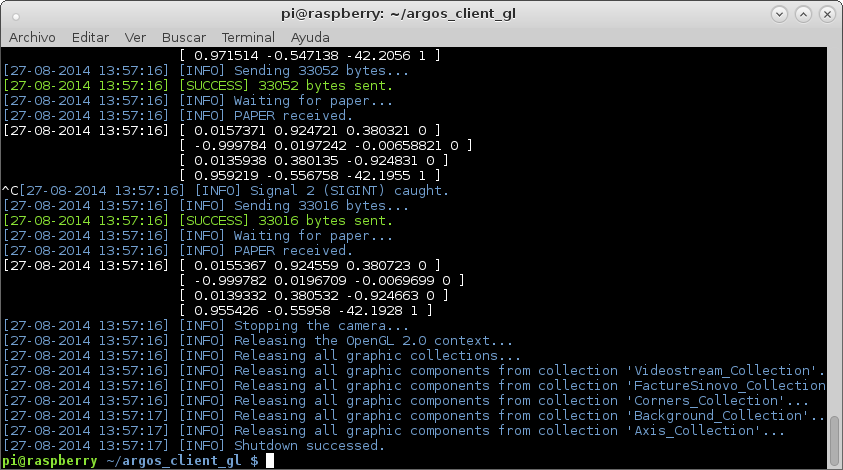 pi@raspberry: ~/argos_client_gl
Archivo Editar Ver Buscar Terminal Ayuda
[ 0.971514 -0.547138 -42.2056 1 ]
[27-08-2014 13:57:16] [INFO] Sending 33052 bytes...
[27-08-2014 13:57:16] [SUCCESS] 33052 bytes sent.
[27-08-2014 13:57:16] [INFO] Waiting for paper...
[27-08-2014 13:57:16] [INFO] PAPER received.
[27-08-2014 13:57:16] [ 0.0157371 0.924721 0.380321 0 ]
[ -0.999784 0.0197242 -0.00658821 0 ]
[ 0.0135938 0.380135 -0.924831 0 ]
[ 0.959219 -0.556758 -42.1955 1 ]
^C[27-08-2014 13:57:16] [INFO] Signal 2 (SIGINT) caught.
[27-08-2014 13:57:16] [INFO] Sending 33016 bytes...
[27-08-2014 13:57:16] [SUCCESS] 33016 bytes sent.
[27-08-2014 13:57:16] [INFO] Waiting for paper...
[27-08-2014 13:57:16] [INFO] PAPER received.
[27-08-2014 13:57:16] [ 0.0155367 0.924559 0.380723 0 ]
[ -0.999782 0.0196709 -0.0069699 0 ]
[ 0.0139332 0.380532 -0.924663 0 ]
[ 0.955426 -0.55958 -42.1928 1 ]
[27-08-2014 13:57:16] [INFO] Stopping the camera...
[27-08-2014 13:57:16] [INFO] Releasing the OpenGL 2.0 context...
[27-08-2014 13:57:16] [INFO] Releasing all graphic collections...
[27-08-2014 13:57:16] [INFO] Releasing all graphic components from collection 'Videostream_Collection'.
[27-08-2014 13:57:16] [INFO] Releasing all graphic components from collection 'FactureSinovo_Collection
[27-08-2014 13:57:16] [INFO] Releasing all graphic components from collection 'Corners_Collection'...
[27-08-2014 13:57:17] [INFO] Releasing all graphic components from collection 'Background_Collection'..
[27-08-2014 13:57:17] [INFO] Releasing all graphic components from collection 'Axis_Collection'...
[27-08-2014 13:57:17] [INFO] Shutdown successed.
pi@raspberry ~/argos_client_gl $